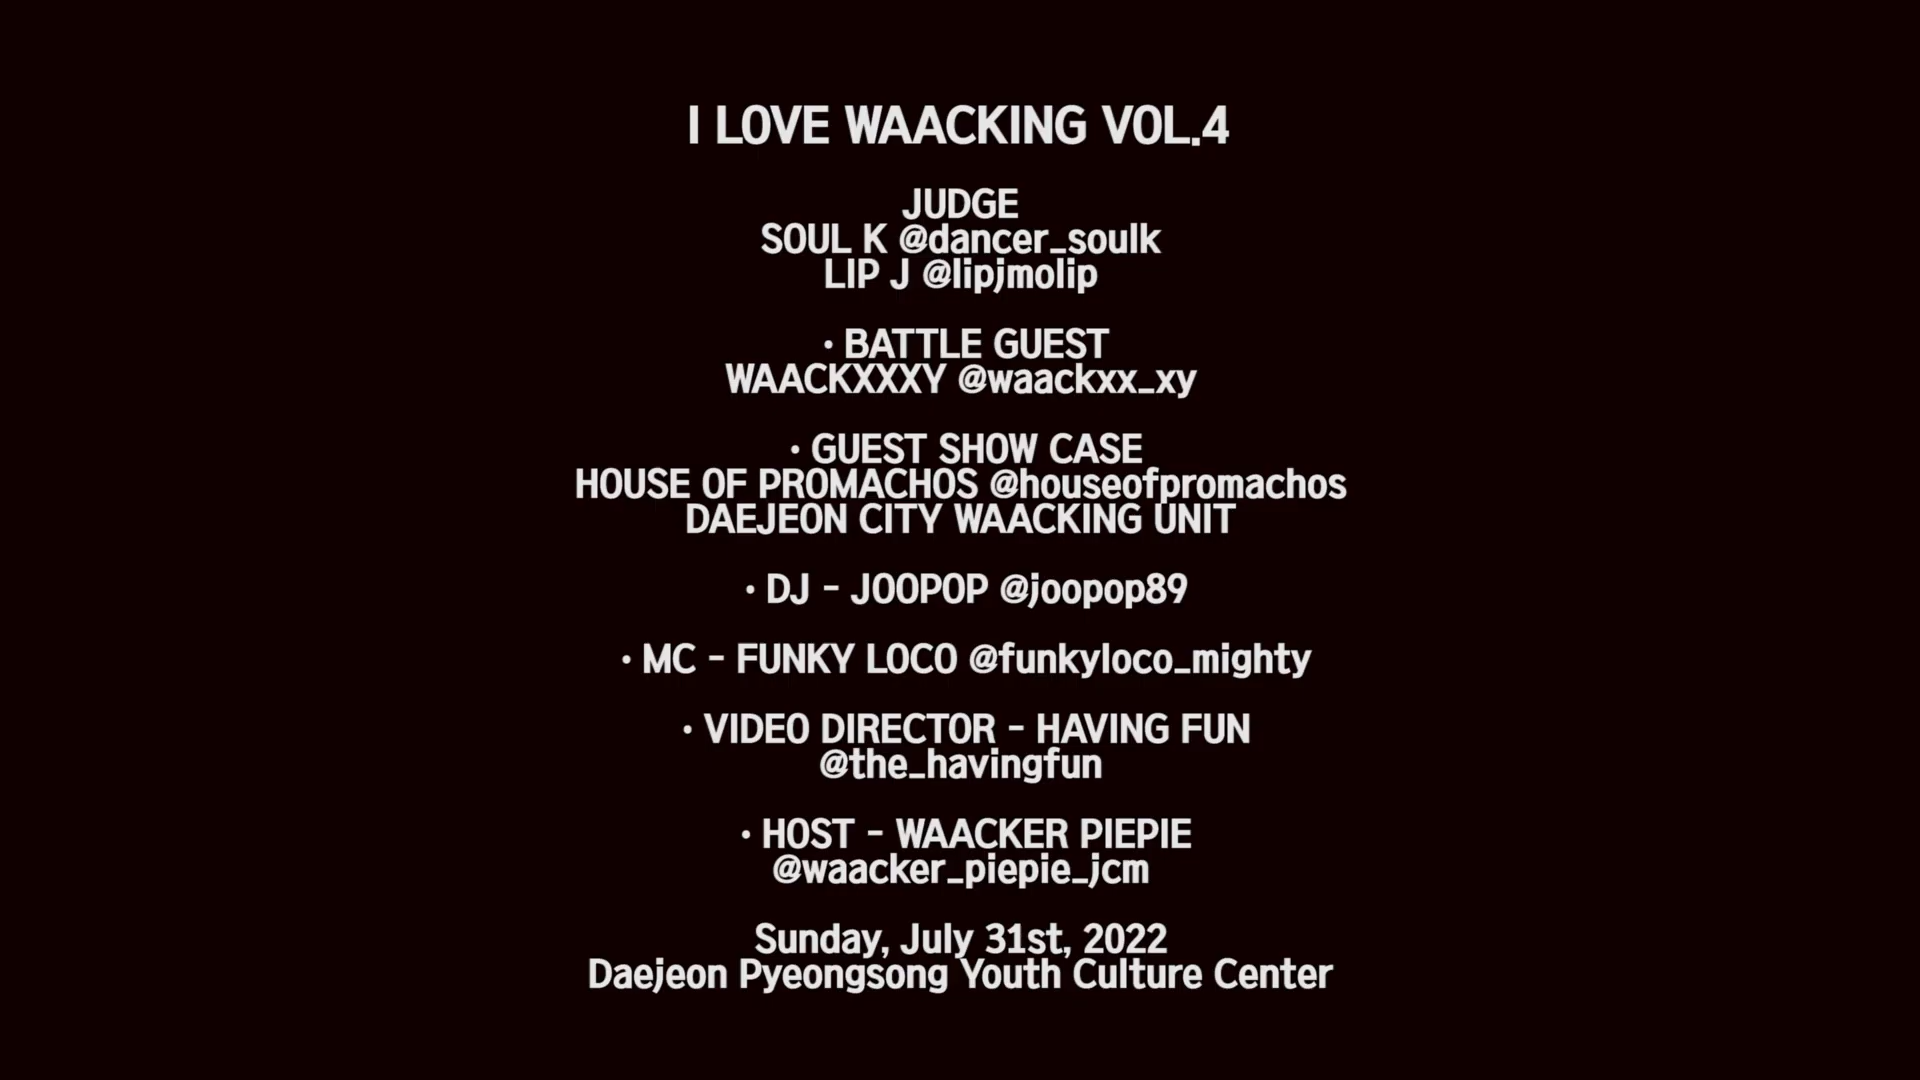 I LOVE WAACKING VOL.4
JUDGE
SOUL K @dancer_soulk
LIP J @lipjmolip
• BATTLE GUEST
WAACKXXXY @waackxx_xy
• GUEST SHOW CASE
HOUSE OF PROMACHOS @houseofpromachos
DAEJEON CITY WAACKING UNIT
• DJ - JOOPOP @joopop89
• MC - FUNKY LOCO @funkyloco_mighty
• VIDEO DIRECTOR - HAVING FUN
@the_havingfun
• HOST - WAACKER PIEPIE
@waacker_piepie_jcm
Sunday, July 31st, 2022
Daejeon Pyeongsong Youth Culture Center